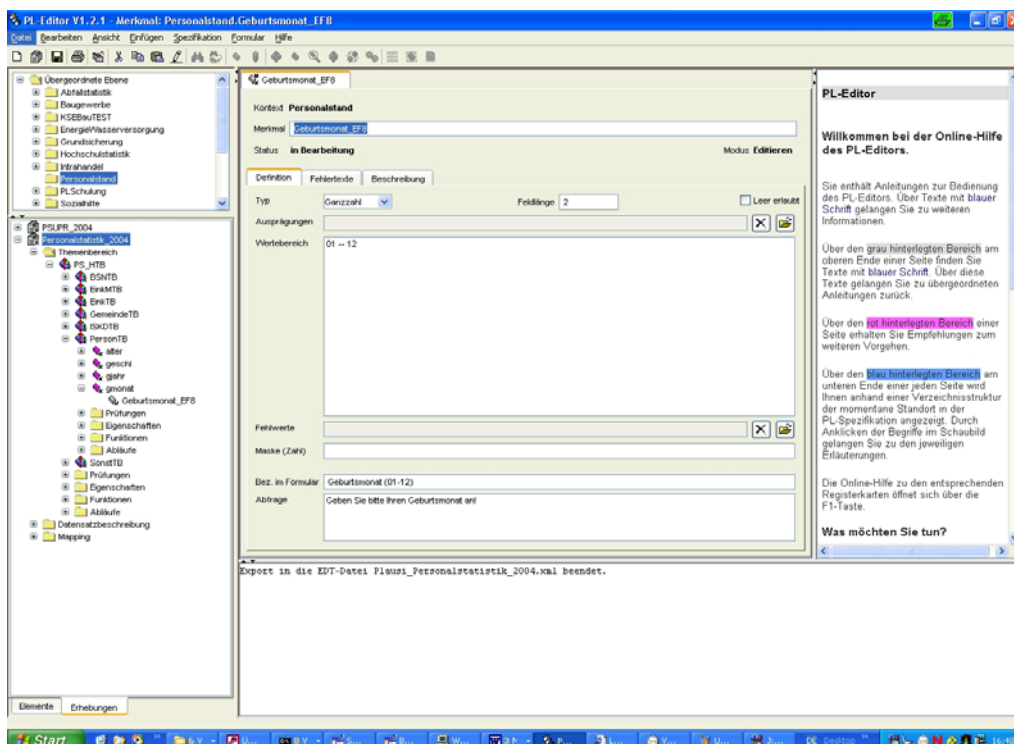 PL-Editor V1.2.1 - Merkmal: Personalstand.Geburtsmonat_EF8
Datei Bearbeiten Ansicht Einfügen Spezifikation Formular Hilfe
Übergeordnete Ebene
Abfallstatistik
Baugewerbe
KSEBauTEST
EnergieWasserversorgung
Grundsicherung
Hochschulstatistik
Intrahandel
Personalstand
PLSchulung
Sozialhilfe
PSUPR_2004
Personalstatistik_2004
Themenbereich
PS_HTB
BSNTB
EinkMTB
EinkTB
GemeindeTB
ISKDTB
PersonTB
alter
geschl
gjahr
gmonat
Geburtsmonat_EF8
Prüfungen
Eigenschaften
Funktionen
Abläufe
SonstTB
Prüfungen
Eigenschaften
Funktionen
Abläufe
Datensatzbeschreibung
Mapping
Elemente Erhebungen
Geburtsmonat_EF8
Kontext Personalstand
Merkmal Geburtsmonat_EF8
Status in Bearbeitung Modus Editieren
Definition Fehlertexte Beschreibung
Typ Ganzzahl Feldlänge 2 Leer erlaubt
Ausprägungen
Wertebereich 01 -- 12
Fehlwerte
Maske (Zahl)
Bez. im Formular Geburtsmonat (01-12)
Abfrage Geben Sie bitte Ihren Geburtsmonat an!
Export in die EDT-Datei Plausi_Personalstatistik_2004.xml beendet.
PL-Editor
Willkommen bei der Online-Hilfe
des PL-Editors.
Sie enthält Anleitungen zur Bedienung
des PL-Editors. Über Texte mit blauer
Schrift gelangen Sie zu weiteren
Informationen.
Über den grau hinterlegten Bereich am
oberen Ende einer Seite finden Sie
Texte mit blauer Schrift. Über diese
Texte gelangen Sie zu übergeordneten
Anleitungen zurück.
Über den rot hinterlegten Bereich einer
Seite erhalten Sie Empfehlungen zum
weiteren Vorgehen.
Über den blau hinterlegten Bereich am
unteren Ende einer jeden Seite wird
Ihnen anhand einer Verzeichnisstruktur
der momentane Standort in der
PL-Spezifikation angezeigt. Durch
Anklicken der Begriffe im Schaubild
gelangen Sie zu den jeweiligen
Erläuterungen.
Die Online-Hilfe zu den entsprechenden
Registerkarten öffnet sich über die
F1-Taste.
Was möchten Sie tun?
Start DE Desktop 16:40